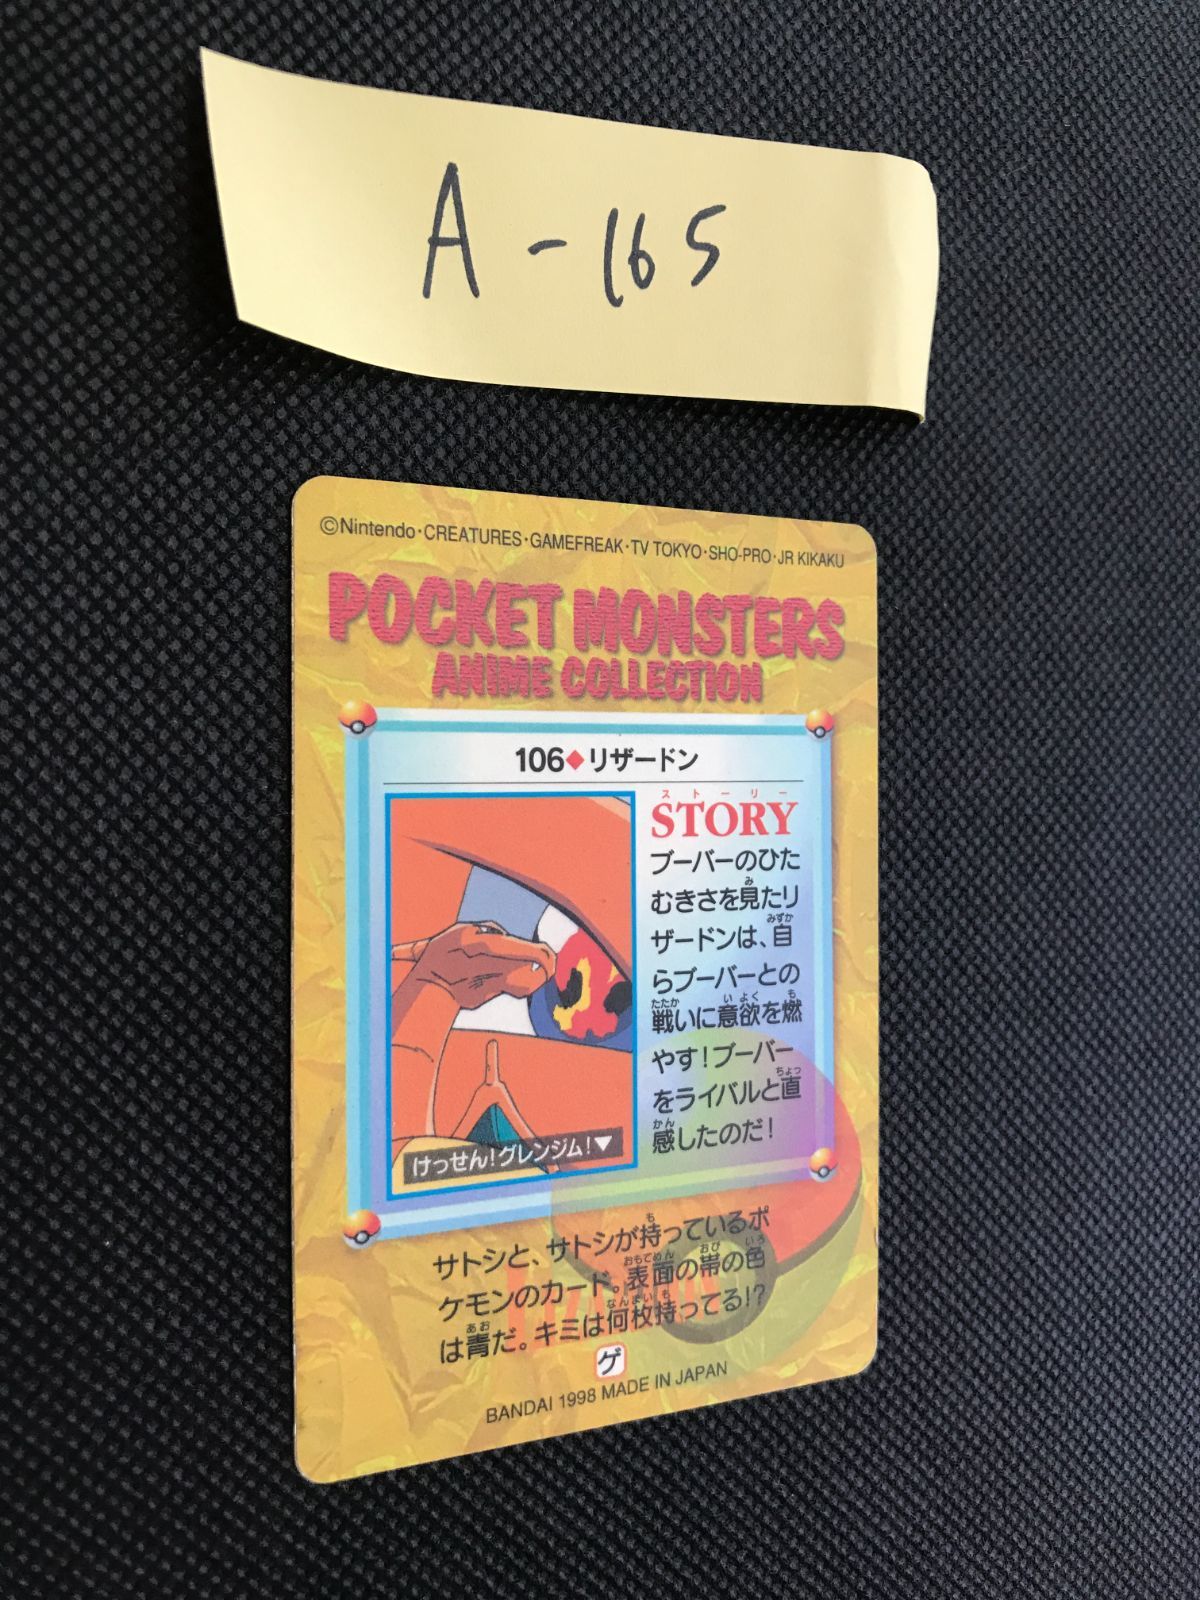 A-165
©Nintendo・CREATURES・GAMEFREAK・TV TOKYO・SHO-PRO・JR KIKAKU
POCKET MONSTERS
ANIME COLLECTION
106◆リザードン
ストーリー
STORY
ブーバーのひた
むきさを見たリ
ザードンは、自
らブーバーとの
戦いに意欲を燃
やす!ブーバー
をライバルと直
感したのだ!
けっせん!グレンジム!▼
サトシと、サトシが持っているポ
ケモンのカード。表面の帯の色
は青だ。キミは何枚持ってる!?
ゲ
BANDAI 1998 MADE IN JAPAN